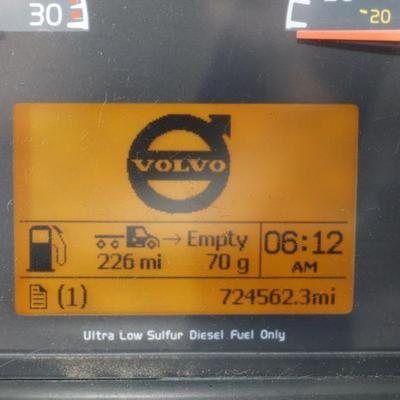 30
20
VOLVO
→ Empty
226 mi 70 g
06:12
AM
(1) 724562.3mi
Ultra Low Sulfur Diesel Fuel Only